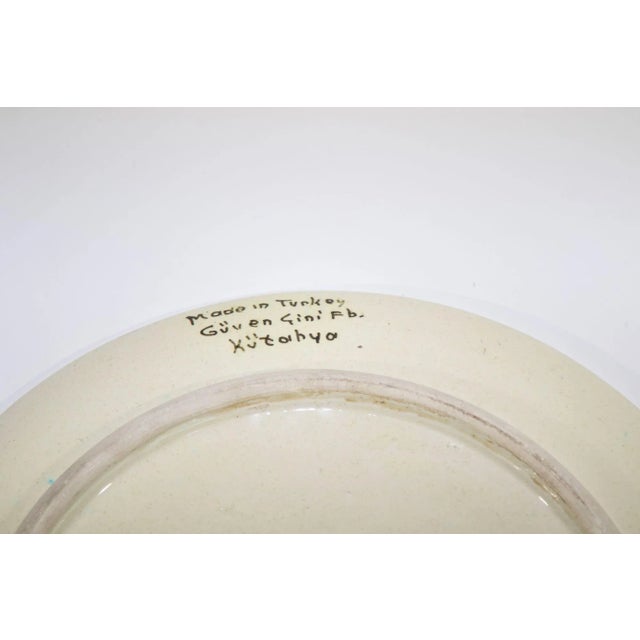 Made in Turkey
Güven Çini Fb.
Kütahya